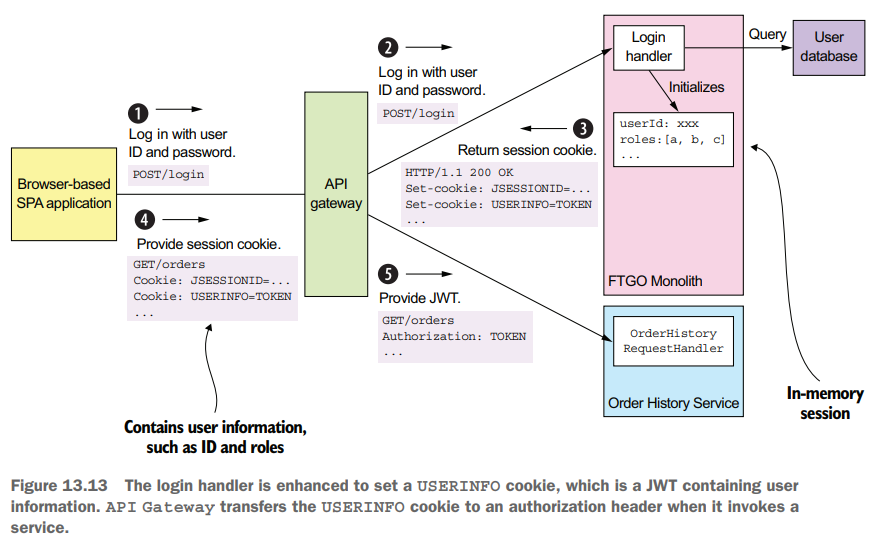 1
Log in with user
ID and password.
POST/login
Browser-based
SPA application
4
Provide session cookie.
GET/orders
Cookie: JSESSIONID=...
Cookie: USERINFO=TOKEN
...
Contains user information,
such as ID and roles
API
gateway
2
Log in with user
ID and password.
POST/login
3
Return session cookie.
HTTP/1.1 200 OK
Set-cookie: JSESSIONID=...
Set-cookie: USERINFO=TOKEN
...
5
Provide JWT.
GET/orders
Authorization: TOKEN
...
Login
handler
Query
User
database
Initializes
userId: xxx
roles:[a, b, c]
...
FTGO Monolith
OrderHistory
RequestHandler
Order History Service
In-memory
session
Figure 13.13 The login handler is enhanced to set a USERINFO cookie, which is a JWT containing user
information. API Gateway transfers the USERINFO cookie to an authorization header when it invokes a
service.